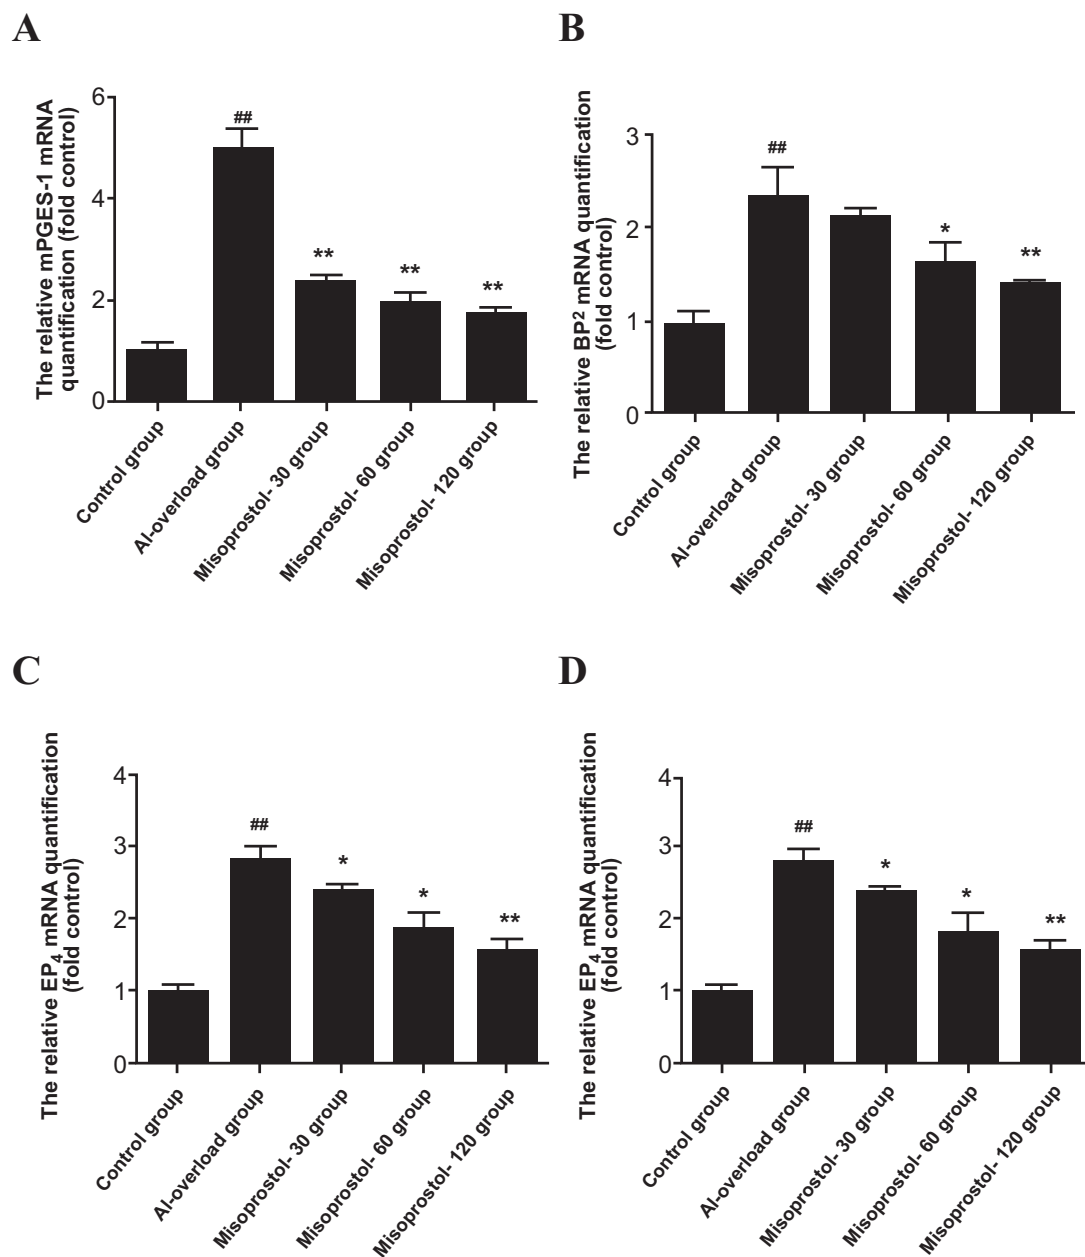 A
The relative mPGES-1 mRNA
quantification (fold control)
6
4
2
0
##
**
**
**
Control group
Al-overload group
Misoprostol- 30 group
Misoprostol- 60 group
Misoprostol- 120 group
B
The relative BP² mRNA quantification
(fold control)
3
2
1
0
##
*
**
Control group
Al-overload group
Misoprostol- 30 group
Misoprostol- 60 group
Misoprostol- 120 group
C
The relative EP₄ mRNA quantification
(fold control)
4
3
2
1
0
##
*
*
**
Control group
Al-overload group
Misoprostol- 30 group
Misoprostol- 60 group
Misoprostol- 120 group
D
The relative EP₄ mRNA quantification
(fold control)
4
3
2
1
0
##
*
*
**
Control group
Al-overload group
Misoprostol- 30 group
Misoprostol- 60 group
Misoprostol- 120 group